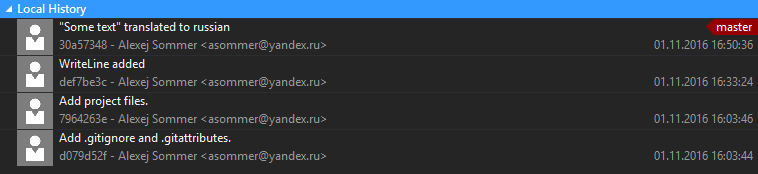 Local History
"Some text" translated to russian master
30a57348 - Alexej Sommer <asommer@yandex.ru> 01.11.2016 16:50:36
WriteLine added
def7be3c - Alexej Sommer <asommer@yandex.ru> 01.11.2016 16:33:24
Add project files.
7964263e - Alexej Sommer <asommer@yandex.ru> 01.11.2016 16:03:46
Add .gitignore and .gitattributes.
d079d52f - Alexej Sommer <asommer@yandex.ru> 01.11.2016 16:03:44